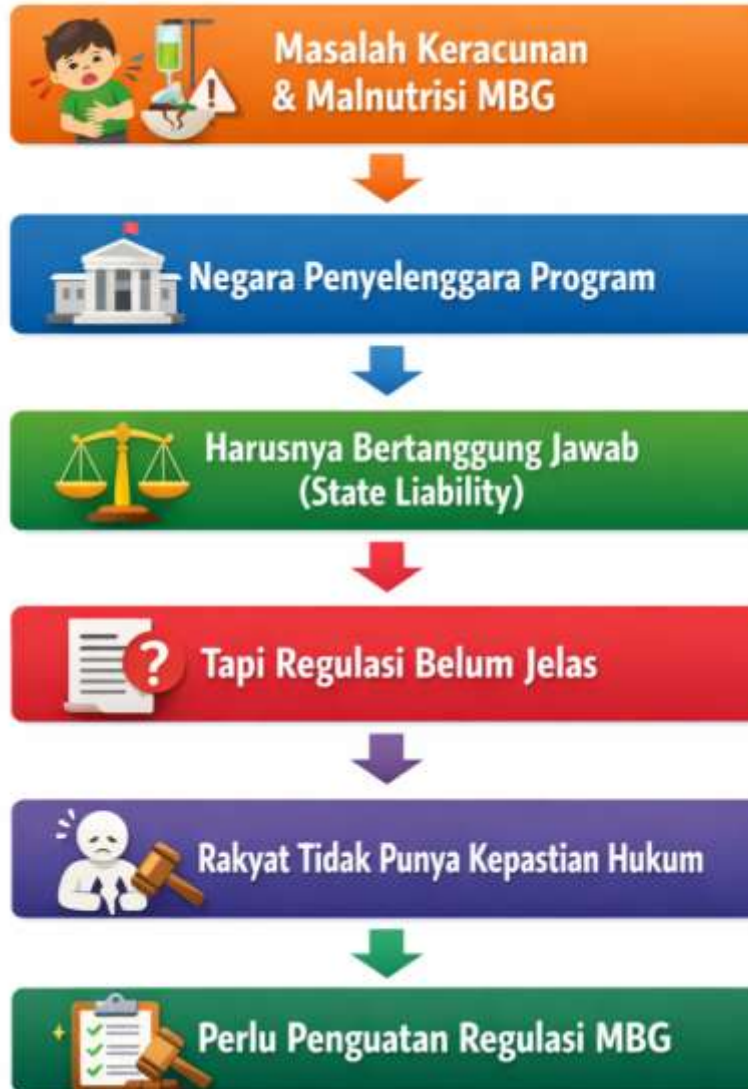 Masalah Keracunan
& Malnutrisi MBG
Negara Penyelenggara Program
Harusnya Bertanggung Jawab
(State Liability)
Tapi Regulasi Belum Jelas
Rakyat Tidak Punya Kepastian Hukum
Perlu Penguatan Regulasi MBG